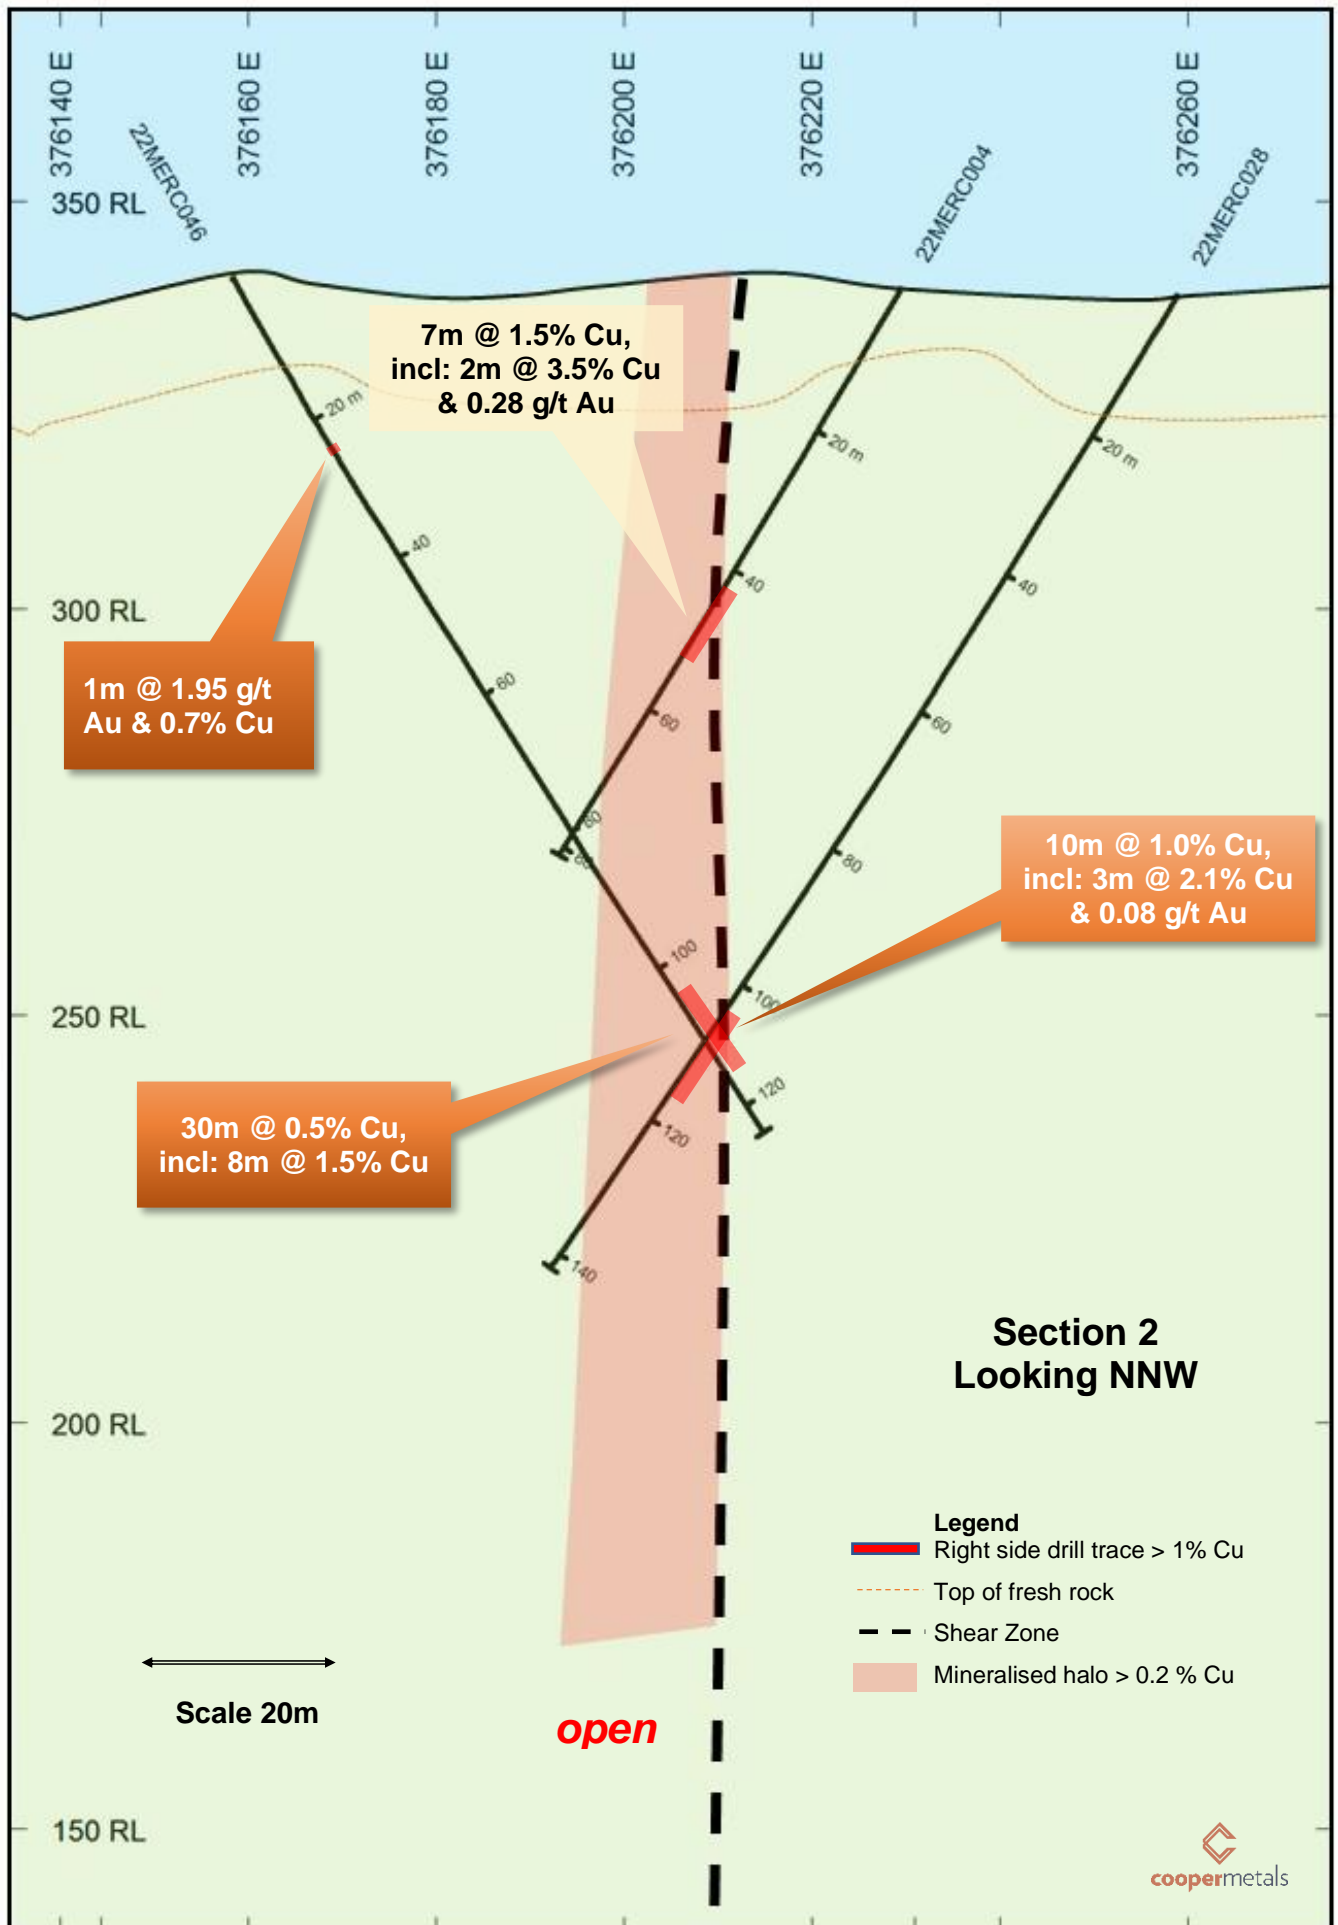 376140 E
376160 E
376180 E
376200 E
376220 E
376260 E
22MERC046
22MERC004
22MERC028
350 RL
7m @ 1.5% Cu,
incl: 2m @ 3.5% Cu
& 0.28 g/t Au
20 m
20 m
20 m
40
40
40
300 RL
1m @ 1.95 g/t
Au & 0.7% Cu
60
60
60
80
80
80
10m @ 1.0% Cu,
incl: 3m @ 2.1% Cu
& 0.08 g/t Au
100
100
250 RL
30m @ 0.5% Cu,
incl: 8m @ 1.5% Cu
120
120
140
Section 2
Looking NNW
200 RL
Legend
Right side drill trace > 1% Cu
Top of fresh rock
Shear Zone
Mineralised halo > 0.2 % Cu
Scale 20m
open
150 RL
coopermetals